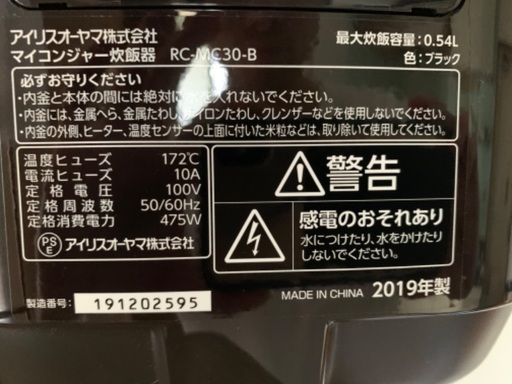 アイリスオーヤマ株式会社
マイコンジャー炊飯器 RC-MC30-B
最大炊飯容量:0.54L
色:ブラック
必ずお守りください
・内釜と本体の間には絶対に水を入れないでください。
・内釜には、金属へら、金属たわし、ナイロンたわし、クレンザーなどを使用しないでください。
・内釜の外側、ヒーター、温度センサーの上面に付いた米粒などは、取り除いて使用してください。
温度ヒューズ 172℃
電流ヒューズ 10A
定格電圧 100V
定格周波数 50/60Hz
定格消費電力 475W
PSE アイリスオーヤマ株式会社
警告
感電のおそれあり
水につけたり、水をかけたり
しないでください。
製造番号: 191202595
MADE IN CHINA 2019年製